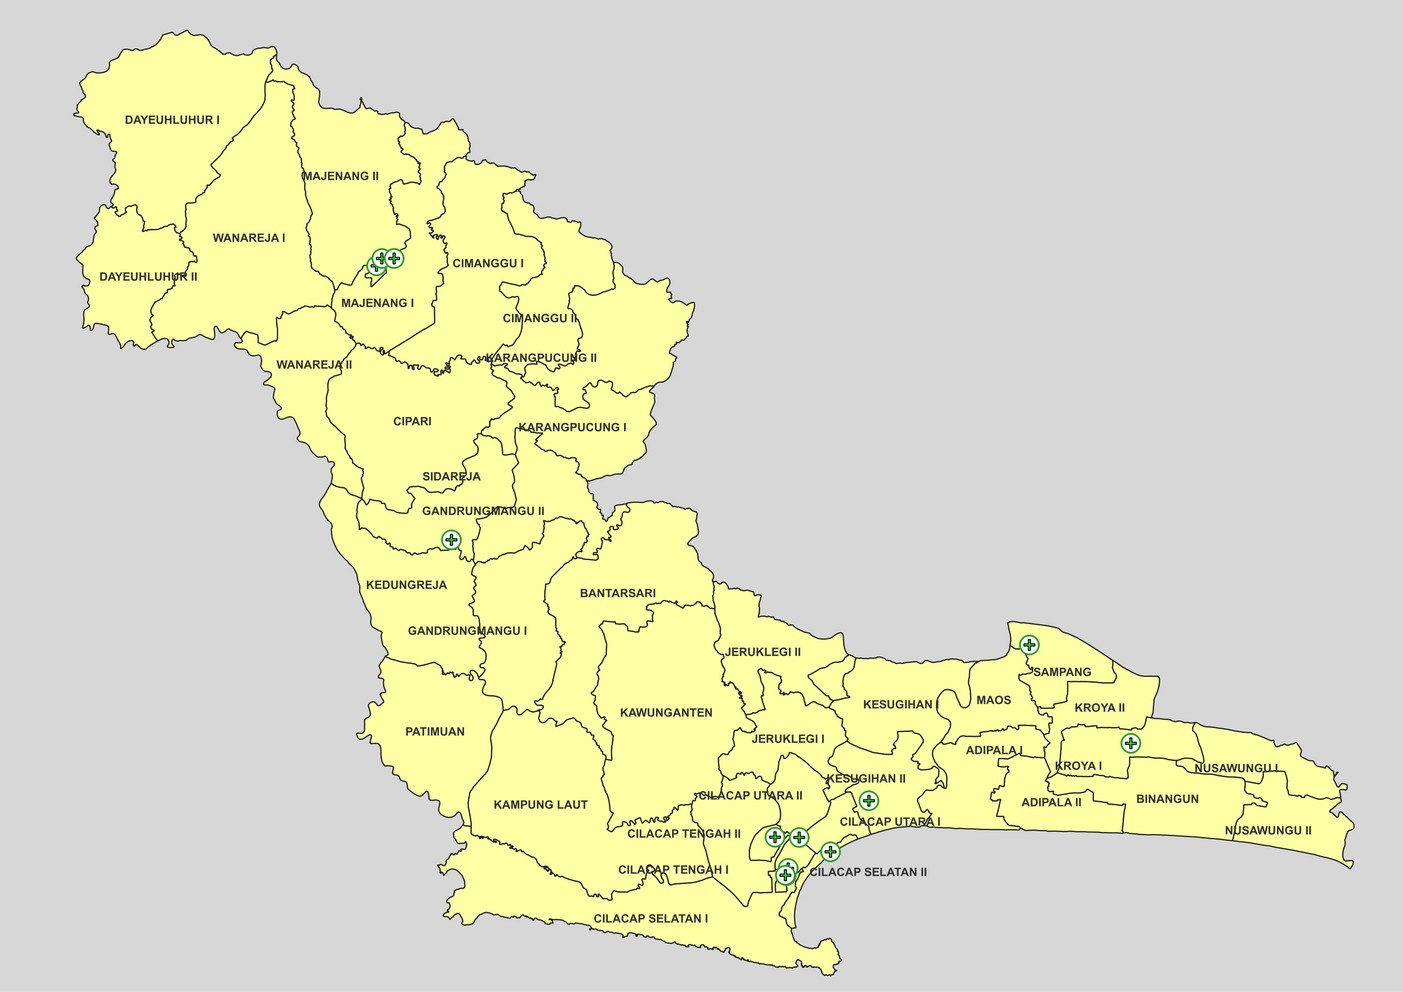 DAYEUHLUHUR I
MAJENANG II
WANAREJA I
CIMANGGU I
DAYEUHLUHUR II
MAJENANG I
CIMANGGU II
KARANGPUCUNG II
WANAREJA II
CIPARI
KARANGPUCUNG I
SIDAREJA
GANDRUNGMANGU II
KEDUNGREJA
BANTARSARI
GANDRUNGMANGU I
JERUKLEGI II
SAMPANG
MAOS
KESUGIHAN I
KROYA II
KAWUNGANTEN
PATIMUAN
JERUKLEGI I
ADIPALA I
KROYA I
NUSAWUNGU I
KESUGIHAN II
CILACAP UTARA II
BINANGUN
ADIPALA II
KAMPUNG LAUT
CILACAP UTARA I
NUSAWUNGU II
CILACAP TENGAH II
CILACAP TENGAH I
CILACAP SELATAN II
CILACAP SELATAN I